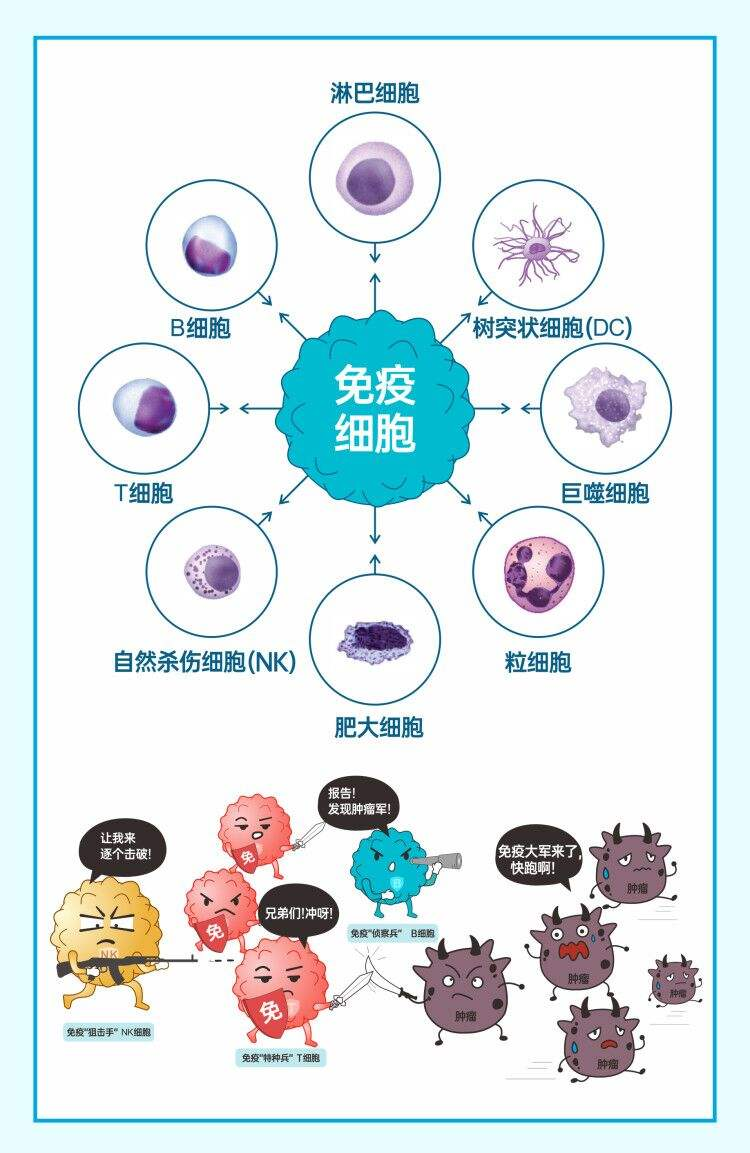 淋巴细胞
B细胞
树突状细胞(DC)
免疫
细胞
T细胞
巨噬细胞
自然杀伤细胞(NK)
粒细胞
肥大细胞
报告!
发现肿瘤军!
让我来
逐个击破!
免
免疫大军来了,
快跑啊!
肿瘤
B
免
兄弟们!冲呀!
免疫"侦察兵" B细胞
NK
肿瘤
肿瘤
免
肿瘤
免疫"狙击手" NK细胞
免疫"特种兵" T细胞
肿瘤